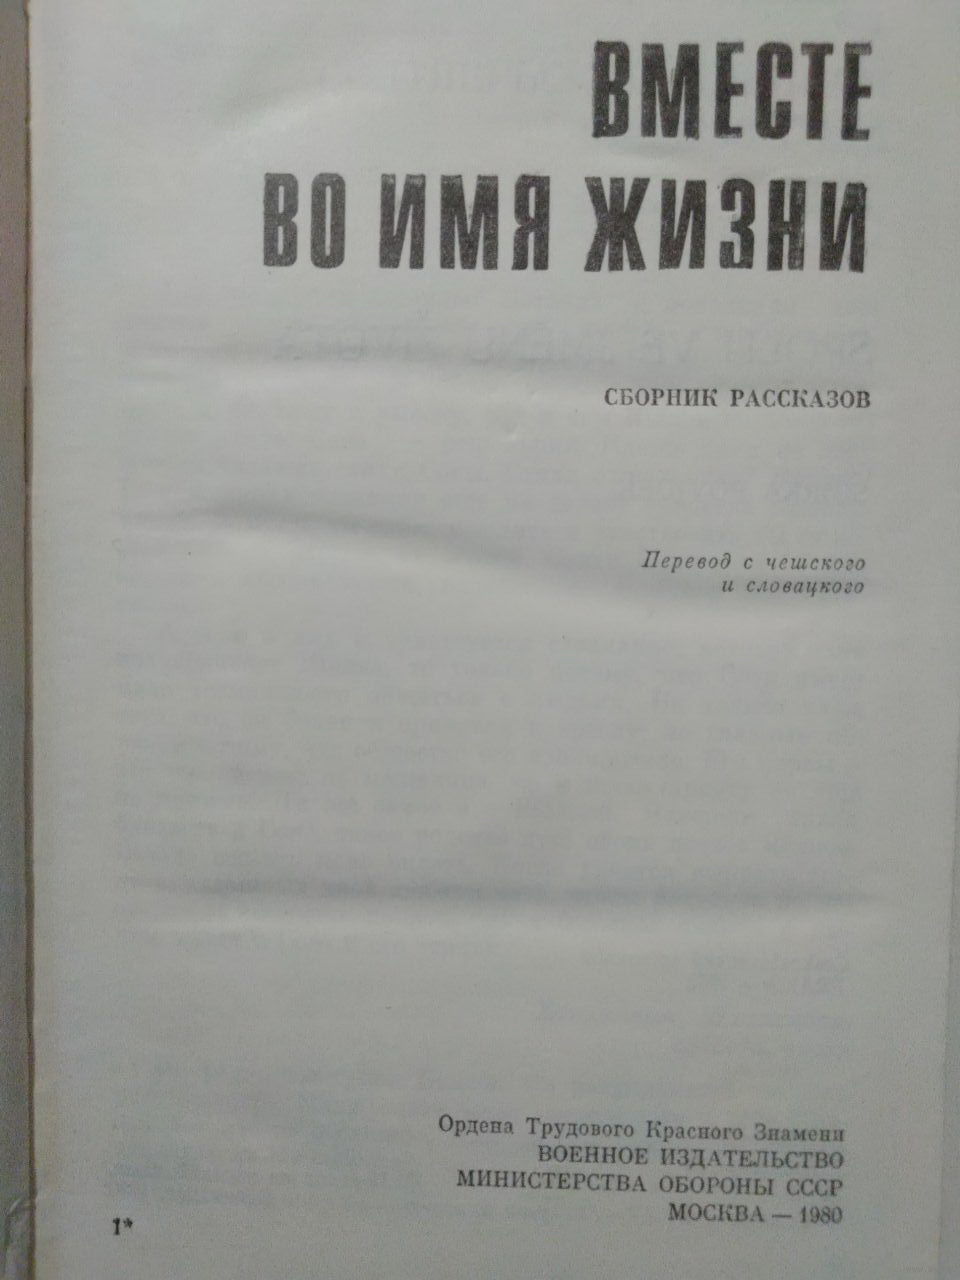 ВМЕСТЕ
ВО ИМЯ ЖИЗНИ
СБОРНИК РАССКАЗОВ
Перевод с чешского
и словацкого
Ордена Трудового Красного Знамени
ВОЕННОЕ ИЗДАТЕЛЬСТВО
МИНИСТЕРСТВА ОБОРОНЫ СССР
МОСКВА — 1980
1*